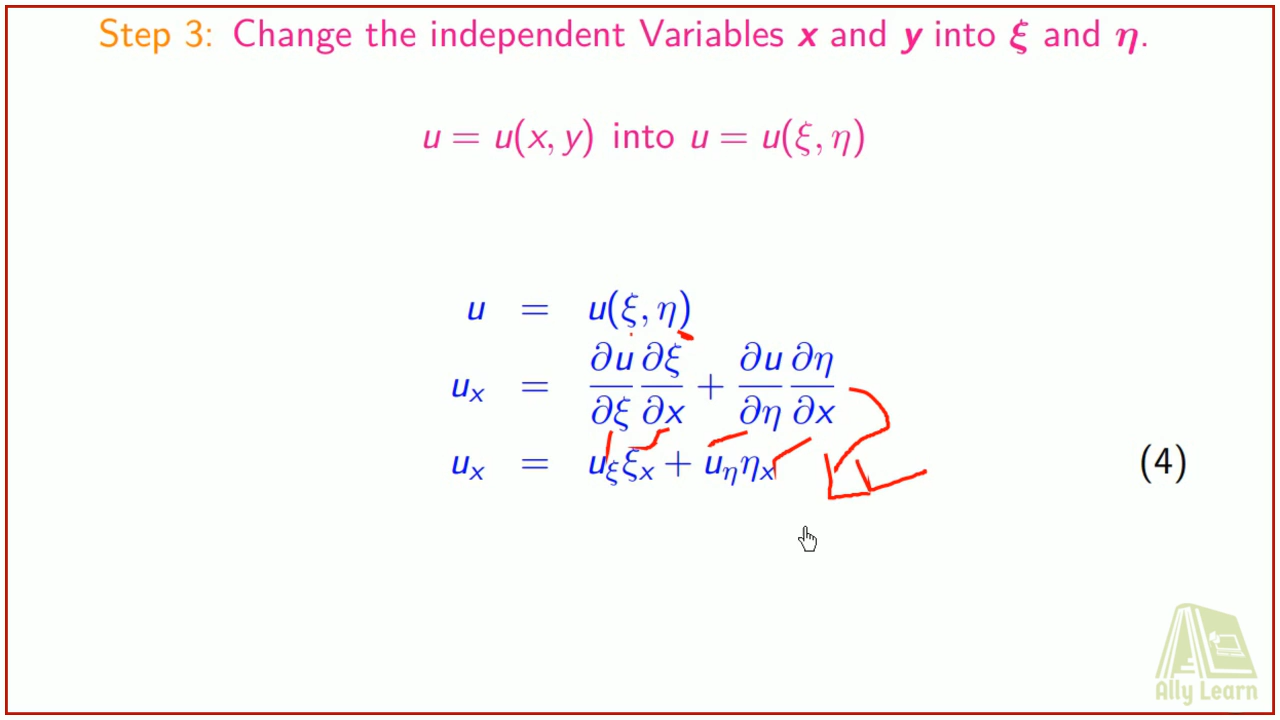 Step 3: Change the independent Variables x and y into ξ and η.
u = u(x, y) into u = u(ξ, η)
u = u(ξ, η)
u_x = ∂u/∂ξ ∂ξ/∂x + ∂u/∂η ∂η/∂x
u_x = u_ξ ξ_x + u_η η_x (4)
Ally Learn